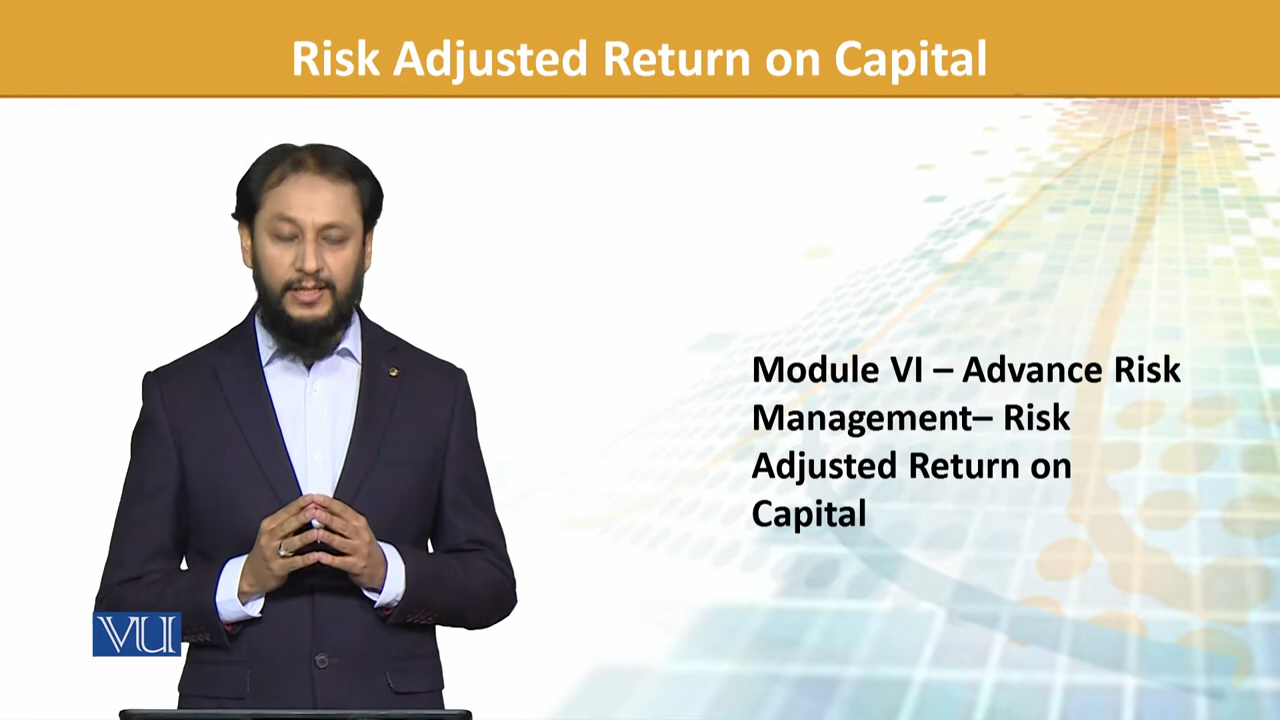 Risk Adjusted Return on Capital
Module VI – Advance Risk
Management– Risk
Adjusted Return on
Capital
VU